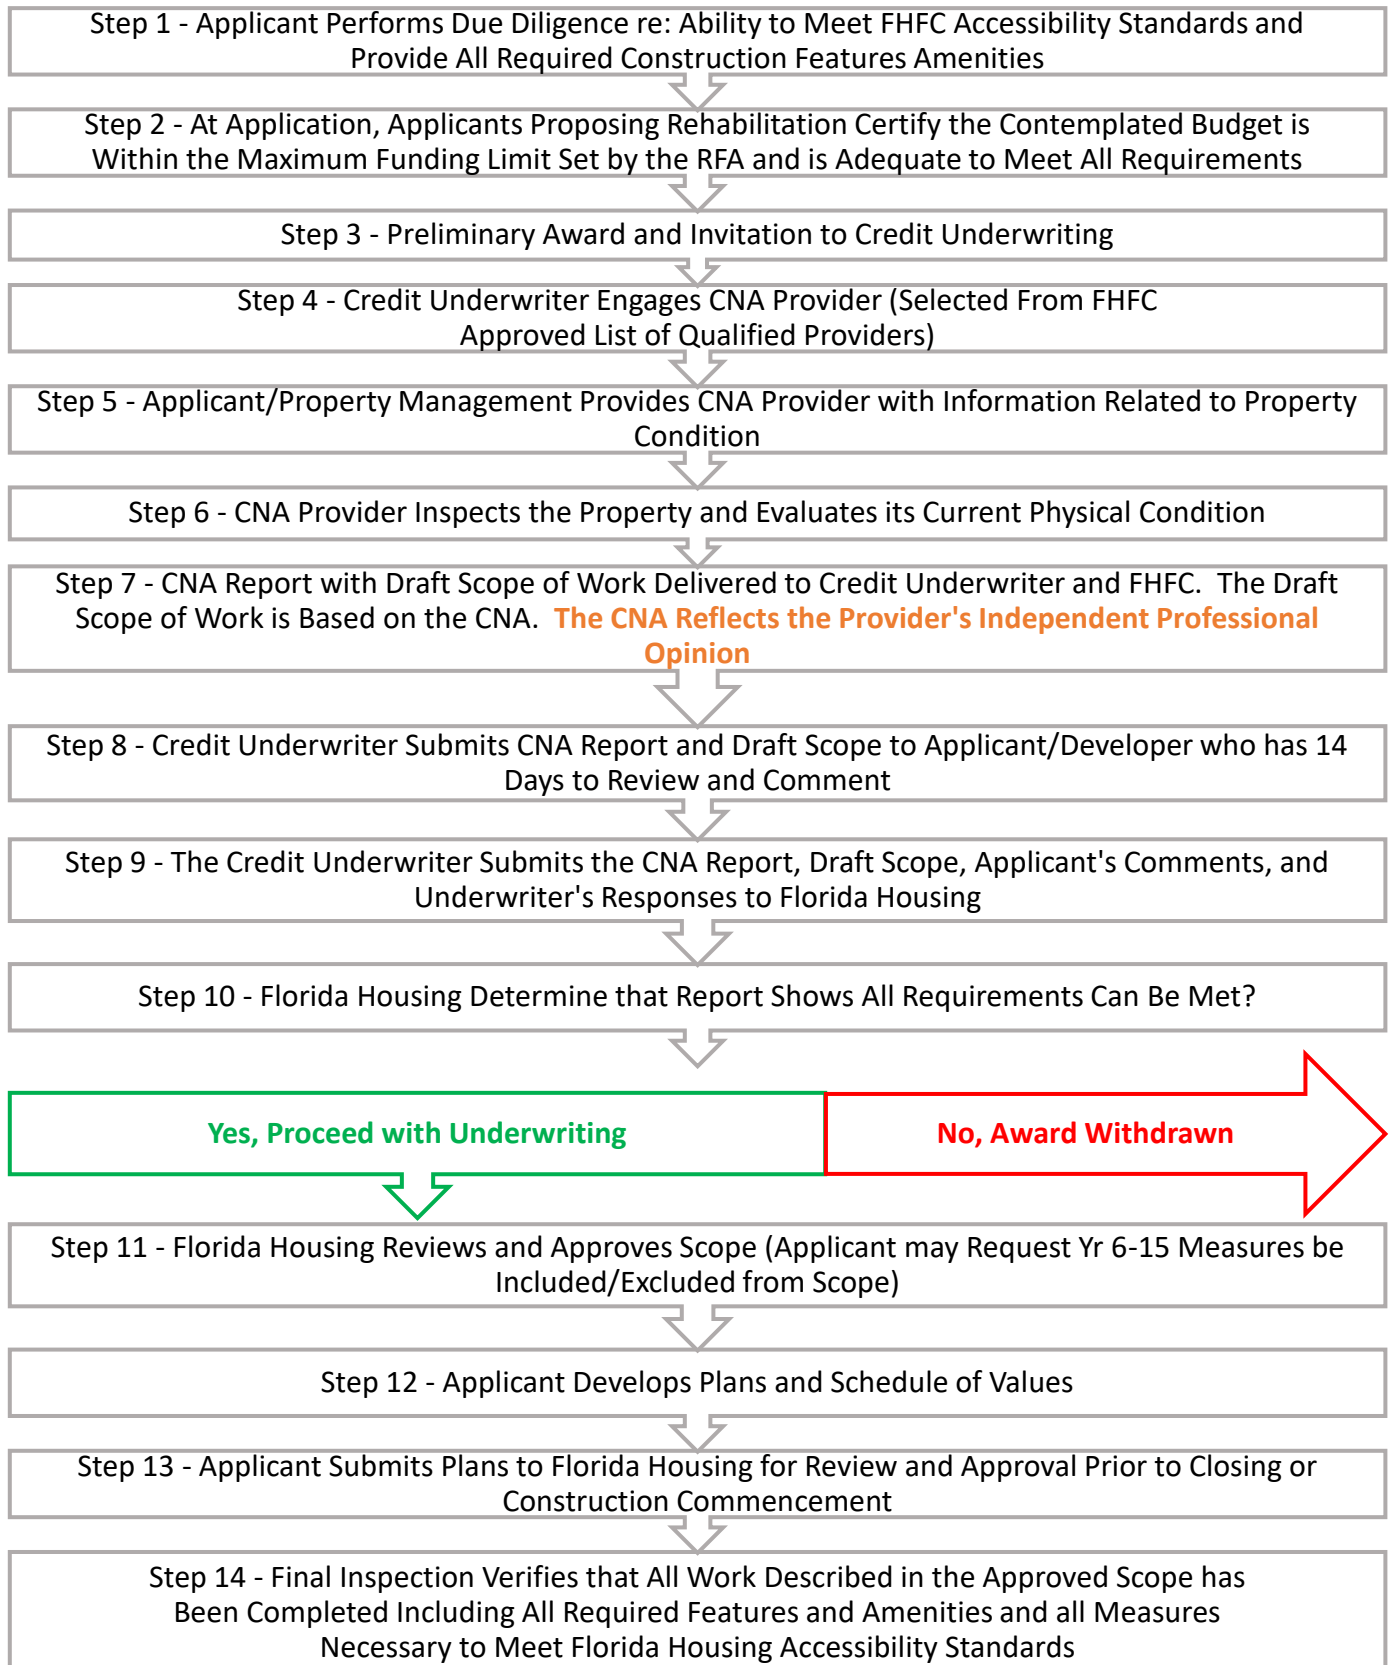 Step 1 - Applicant Performs Due Diligence re: Ability to Meet FHFC Accessibility Standards and
Provide All Required Construction Features Amenities
Step 2 - At Application, Applicants Proposing Rehabilitation Certify the Contemplated Budget is
Within the Maximum Funding Limit Set by the RFA and is Adequate to Meet All Requirements
Step 3 - Preliminary Award and Invitation to Credit Underwriting
Step 4 - Credit Underwriter Engages CNA Provider (Selected From FHFC
Approved List of Qualified Providers)
Step 5 - Applicant/Property Management Provides CNA Provider with Information Related to Property
Condition
Step 6 - CNA Provider Inspects the Property and Evaluates its Current Physical Condition
Step 7 - CNA Report with Draft Scope of Work Delivered to Credit Underwriter and FHFC.  The Draft
Scope of Work is Based on the CNA.  The CNA Reflects the Provider's Independent Professional
Opinion
Step 8 - Credit Underwriter Submits CNA Report and Draft Scope to Applicant/Developer who has 14
Days to Review and Comment
Step 9 - The Credit Underwriter Submits the CNA Report, Draft Scope, Applicant's Comments, and
Underwriter's Responses to Florida Housing
Step 10 - Florida Housing Determine that Report Shows All Requirements Can Be Met?
Yes, Proceed with Underwriting
No, Award Withdrawn
Step 11 - Florida Housing Reviews and Approves Scope (Applicant may Request Yr 6-15 Measures be
Included/Excluded from Scope)
Step 12 - Applicant Develops Plans and Schedule of Values
Step 13 - Applicant Submits Plans to Florida Housing for Review and Approval Prior to Closing or
Construction Commencement
Step 14 - Final Inspection Verifies that All Work Described in the Approved Scope has
Been Completed Including All Required Features and Amenities and all Measures
Necessary to Meet Florida Housing Accessibility Standards